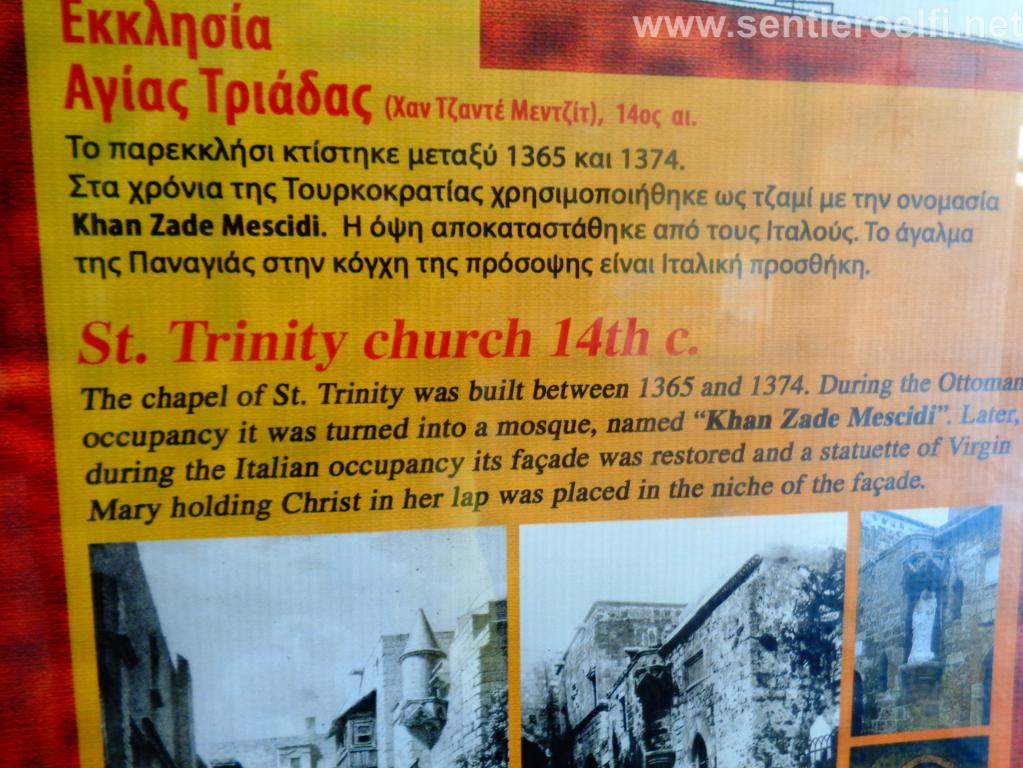 www.sentieroelfi.net
Εκκλησία
Αγίας Τριάδας (Χαν Τζαντέ Μεντζίτ), 14ος αι.
Το παρεκκλήσι κτίστηκε μεταξύ 1365 και 1374.
Στα χρόνια της Τουρκοκρατίας χρησιμοποιήθηκε ως τζαμί με την ονομασία
Khan Zade Mescidi. Η όψη αποκαταστάθηκε από τους Ιταλούς. Το άγαλμα
της Παναγιάς στην κόγχη της πρόσοψης είναι Ιταλική προσθήκη.
St. Trinity church 14th c.
The chapel of St. Trinity was built between 1365 and 1374. During the Ottoman
occupancy it was turned into a mosque, named “Khan Zade Mescidi”. Later,
during the Italian occupancy its façade was restored and a statuette of Virgin
Mary holding Christ in her lap was placed in the niche of the façade.